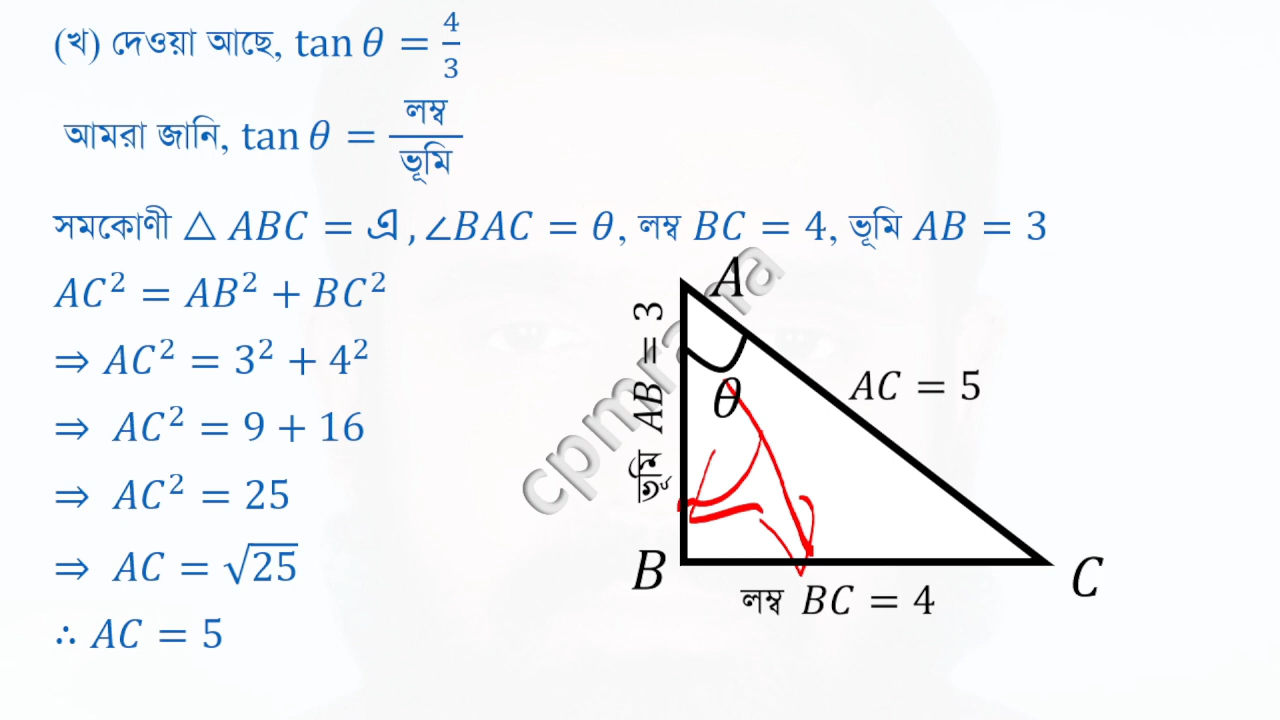 (খ) দেওয়া আছে, tan θ = 4/3
আমরা জানি, tan θ = লম্ব/ভূমি
সমকোণী △ ABC = এ , ∠BAC = θ, লম্ব BC = 4, ভূমি AB = 3
AC² = AB² + BC²
⇒ AC² = 3² + 4²
⇒ AC² = 9 + 16
⇒ AC² = 25
⇒ AC = √25
∴ AC = 5
A
ভূমি AB = 3
θ
AC = 5
B
C
লম্ব BC = 4